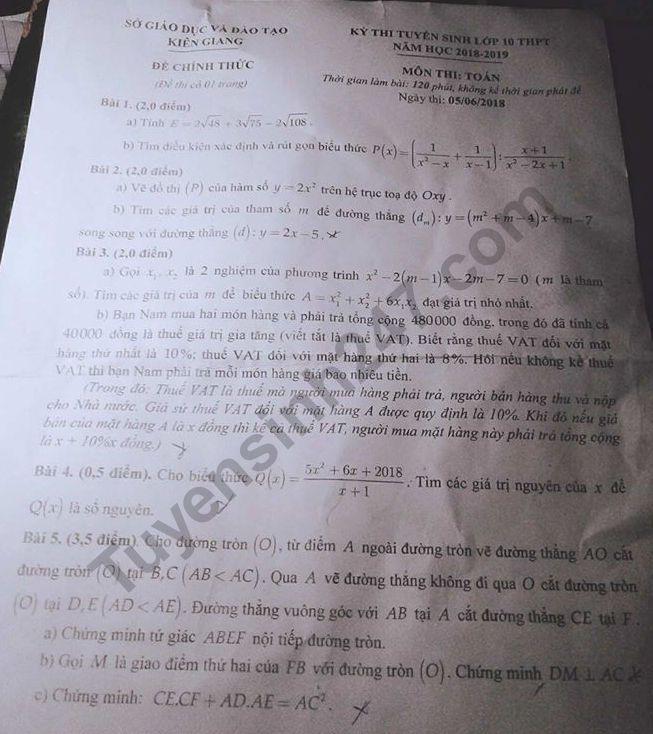 SỞ GIÁO DỤC VÀ ĐÀO TẠO
KIÊN GIANG
ĐỀ CHÍNH THỨC
(Đề thi có 01 trang)
KỲ THI TUYỂN SINH LỚP 10 THPT
NĂM HỌC 2018-2019
MÔN THI: TOÁN
Thời gian làm bài: 120 phút, không kể thời gian phát đề
Ngày thi: 05/06/2018
Bài 1. (2,0 điểm)
a) Tính E = 2√48 + 3√75 − 2√108.
b) Tìm điều kiện xác định và rút gọn biểu thức P(x) = (1/(x² − x) + 1/(x − 1)) : (x + 1)/(x² − 2x + 1).
Bài 2. (2,0 điểm)
a) Vẽ đồ thị (P) của hàm số y = 2x² trên hệ trục toạ độ Oxy.
b) Tìm các giá trị của tham số m để đường thẳng (dₘ): y = (m² + m − 4)x + m − 7
song song với đường thẳng (d): y = 2x − 5.
Bài 3. (2,0 điểm)
a) Gọi x₁, x₂ là 2 nghiệm của phương trình x² − 2(m − 1)x − 2m − 7 = 0 (m là tham
số). Tìm các giá trị của m để biểu thức A = x₁² + x₂² + 6x₁x₂ đạt giá trị nhỏ nhất.
b) Bạn Nam mua hai món hàng và phải trả tổng cộng 480000 đồng, trong đó đã tính cả
40000 đồng là thuế giá trị gia tăng (viết tắt là thuế VAT). Biết rằng thuế VAT đối với mặt
hàng thứ nhất là 10%; thuế VAT đối với mặt hàng thứ hai là 8%. Hỏi nếu không kể thuế
VAT thì bạn Nam phải trả mỗi món hàng giá bao nhiêu tiền.
(Trong đó: Thuế VAT là thuế mà người mua hàng phải trả, người bán hàng thu và nộp
cho Nhà nước. Giả sử thuế VAT đối với mặt hàng A được quy định là 10%. Khi đó nếu giá
bán của mặt hàng A là x đồng thì kể cả thuế VAT, người mua mặt hàng này phải trả tổng cộng
là x + 10%x đồng.)
Bài 4. (0,5 điểm). Cho biểu thức Q(x) = (5x² + 6x + 2018)/(x + 1). Tìm các giá trị nguyên của x để
Q(x) là số nguyên.
Bài 5. (3,5 điểm). Cho đường tròn (O), từ điểm A ngoài đường tròn vẽ đường thẳng AO cắt
đường tròn (O) tại B, C (AB < AC). Qua A vẽ đường thẳng không đi qua O cắt đường tròn
(O) tại D, E (AD < AE). Đường thẳng vuông góc với AB tại A cắt đường thẳng CE tại F.
a) Chứng minh tứ giác ABEF nội tiếp đường tròn.
b) Gọi M là giao điểm thứ hai của FB với đường tròn (O). Chứng minh DM ⊥ AC
c) Chứng minh: CE.CF + AD.AE = AC².
Tuyensinh247.com